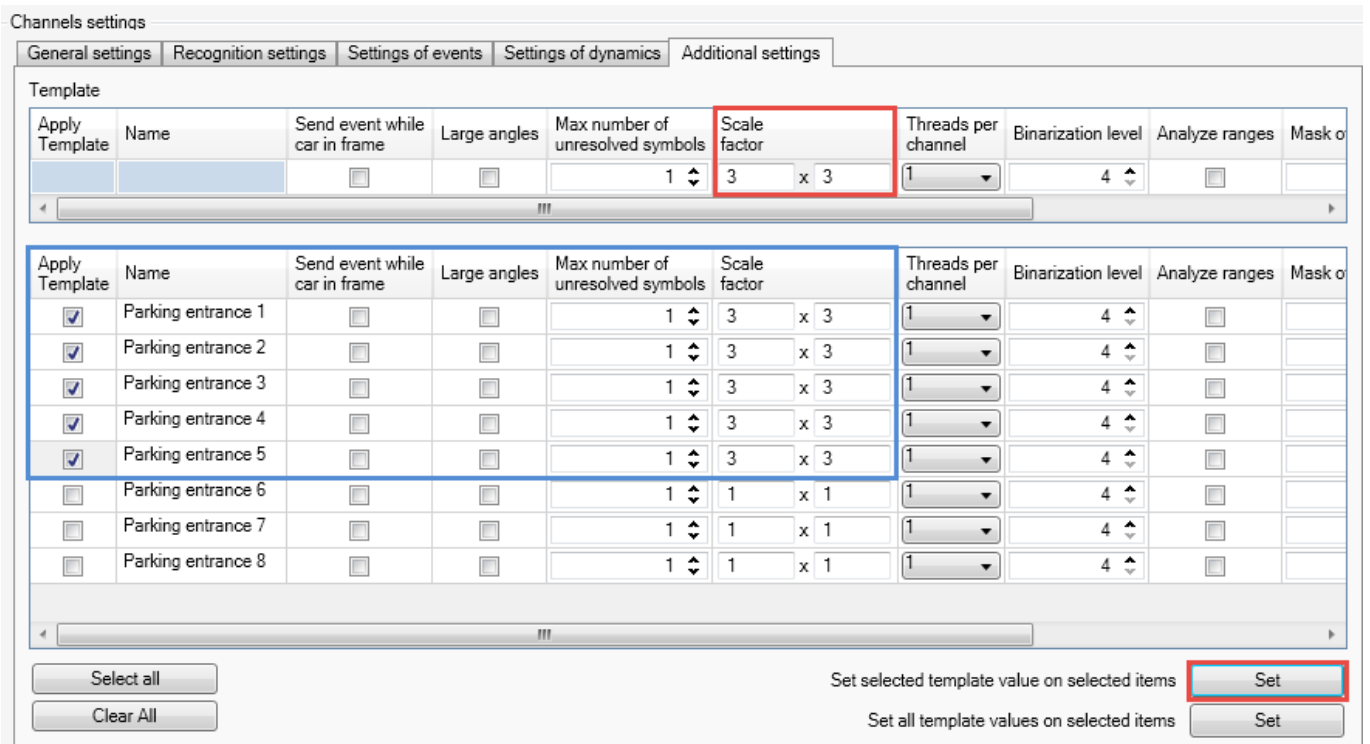 Channels settings
General settings Recognition settings Settings of events Settings of dynamics Additional settings
Template
Apply Template Name Send event while car in frame Large angles Max number of unresolved symbols Scale factor Threads per channel Binarization level Analyze ranges Mask o
1 3 x 3 1 4
Apply Template Name Send event while car in frame Large angles Max number of unresolved symbols Scale factor Threads per channel Binarization level Analyze ranges Mask o
Parking entrance 1 1 3 x 3 1 4
Parking entrance 2 1 3 x 3 1 4
Parking entrance 3 1 3 x 3 1 4
Parking entrance 4 1 3 x 3 1 4
Parking entrance 5 1 3 x 3 1 4
Parking entrance 6 1 1 x 1 1 4
Parking entrance 7 1 1 x 1 1 4
Parking entrance 8 1 1 x 1 1 4
Select all Set selected template value on selected items Set
Clear All Set all template values on selected items Set